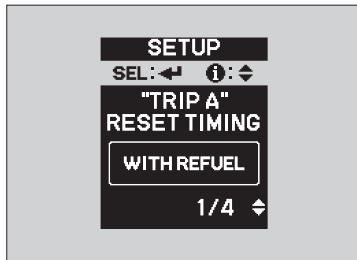 SETUP
SEL:↵ ℹ:⬍
"TRIP A"
RESET TIMING
WITH REFUEL
1/4 ⬍